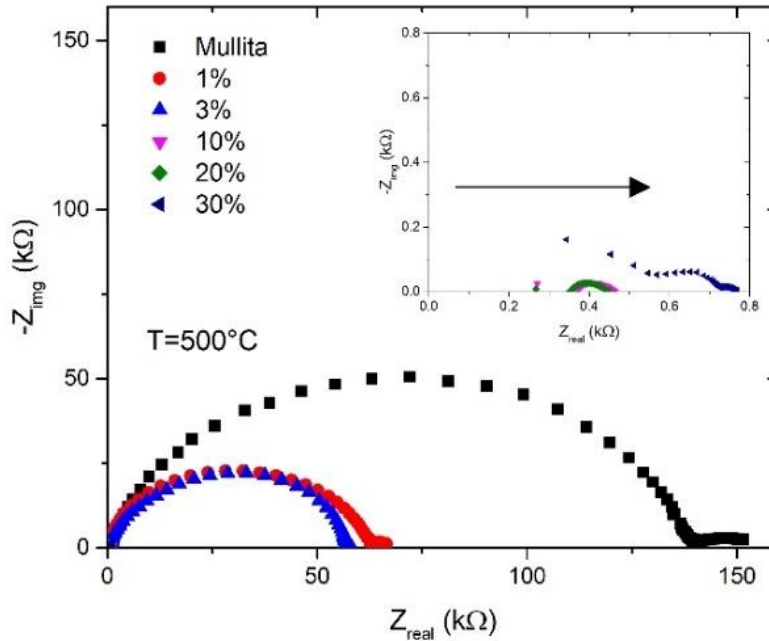 150
100
50
0
-Z_img (kΩ)
Mullita
1%
3%
10%
20%
30%
T=500°C
0.8
0.6
0.4
0.2
0.0
-Z_img (kΩ)
0.0 0.2 0.4 0.6 0.8
Z_real (kΩ)
0 50 100 150
Z_real (kΩ)